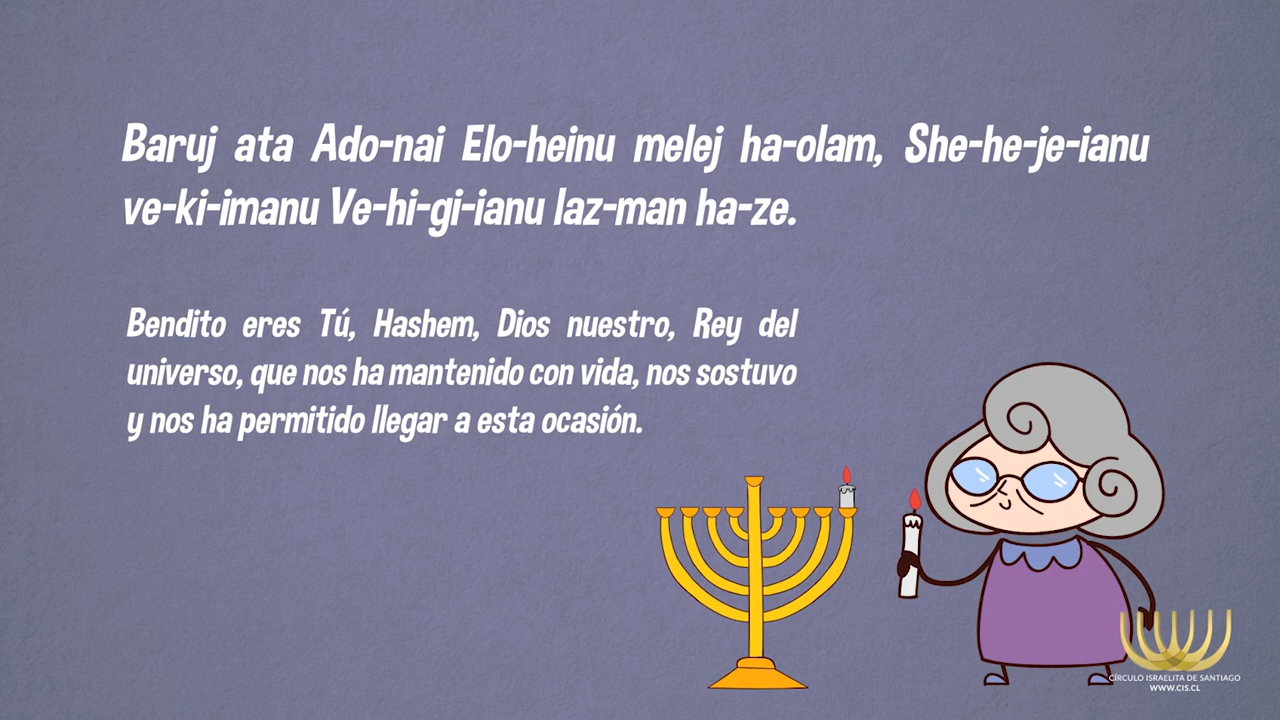 Baruj ata Ado-nai Elo-heinu melej ha-olam, She-he-je-ianu
ve-ki-imanu Ve-hi-gi-ianu laz-man ha-ze.
Bendito eres Tú, Hashem, Dios nuestro, Rey del
universo, que nos ha mantenido con vida, nos sostuvo
y nos ha permitido llegar a esta ocasión.
CÍRCULO ISRAELITA DE SANTIAGO
WWW.CIS.CL